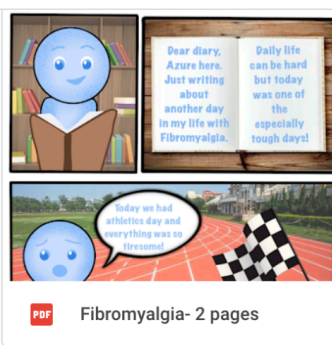 Dear diary,
Azure here.
Just writing
about
another day
in my life with
Fibromyalgia.
Daily life
can be hard
but today
was one of
the
especially
tough days!
Today we had
athletics day and
everything was so
tiresome!
PDF
Fibromyalgia- 2 pages